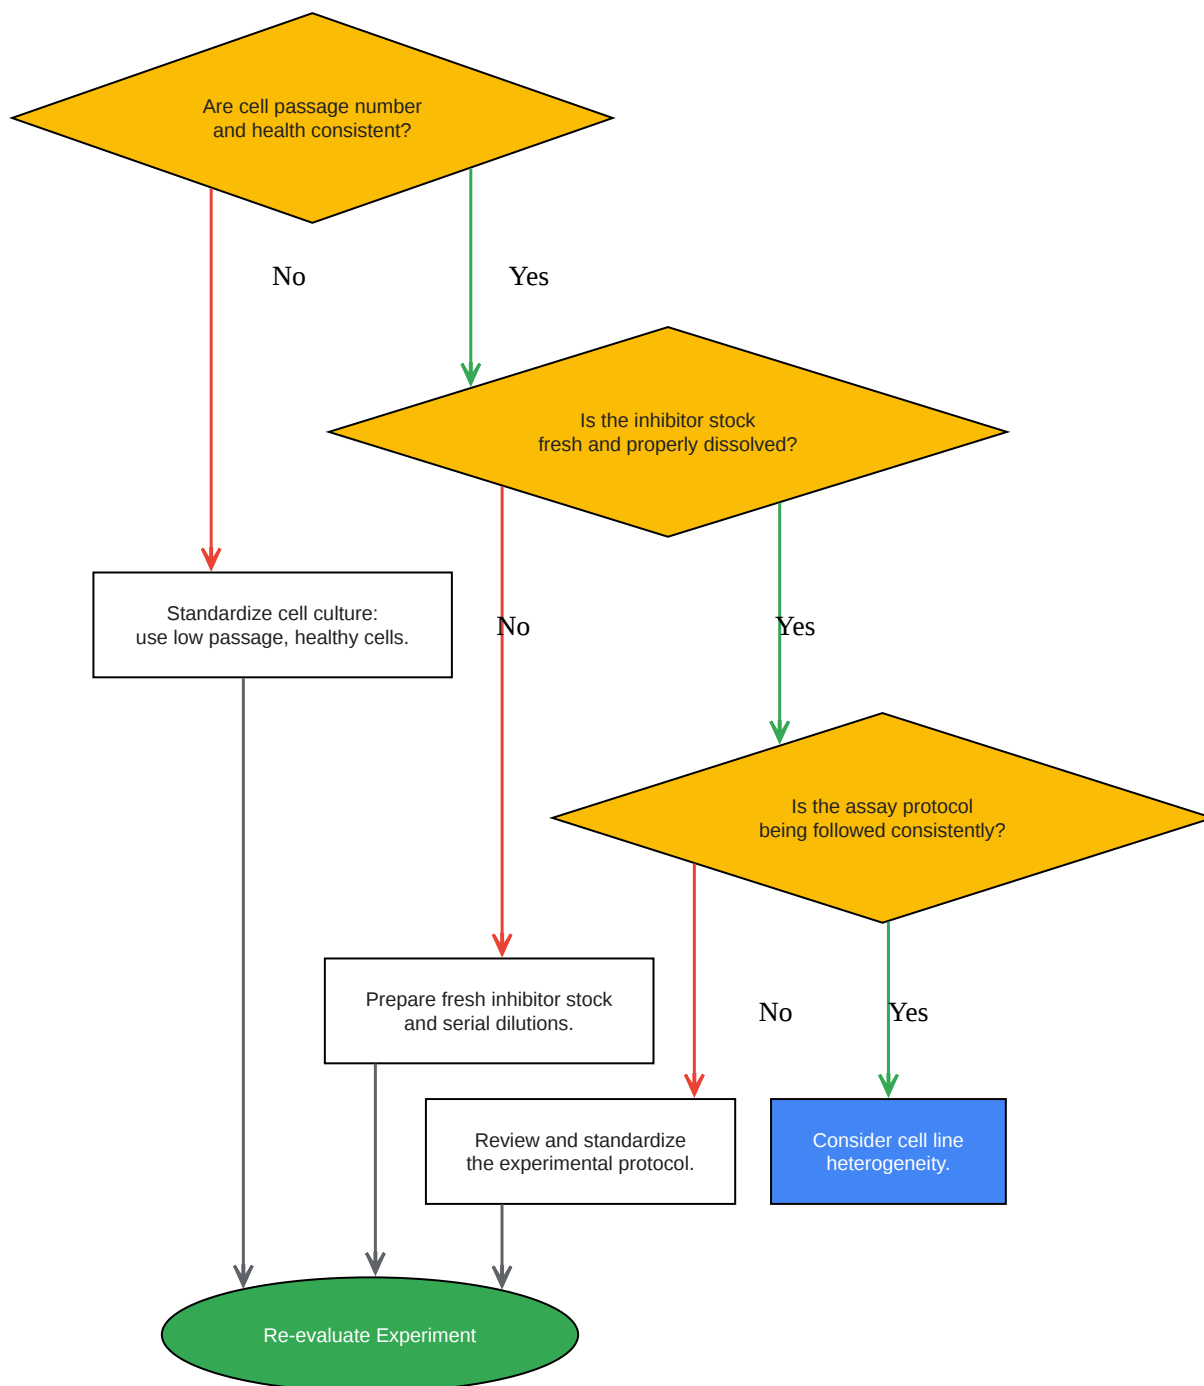 Are cell passage number
and health consistent?
No
Yes
Is the inhibitor stock
fresh and properly dissolved?
Standardize cell culture:
use low passage, healthy cells.
No
Yes
Is the assay protocol
being followed consistently?
Prepare fresh inhibitor stock
and serial dilutions.
No
Yes
Review and standardize
the experimental protocol.
Consider cell line
heterogeneity.
Re-evaluate Experiment